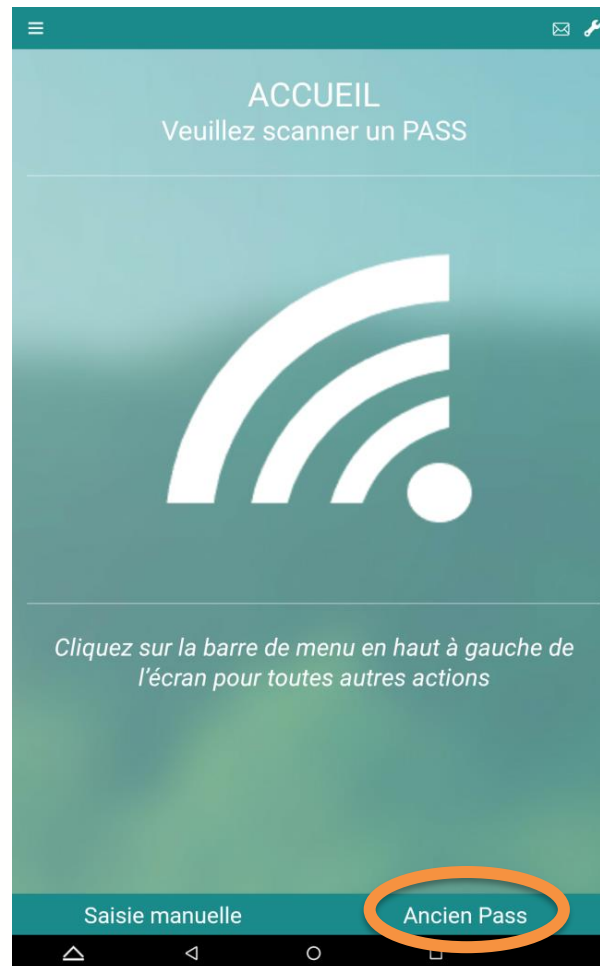 ACCUEIL
Veuillez scanner un PASS
Cliquez sur la barre de menu en haut à gauche de
l'écran pour toutes autres actions
Saisie manuelle
Ancien Pass